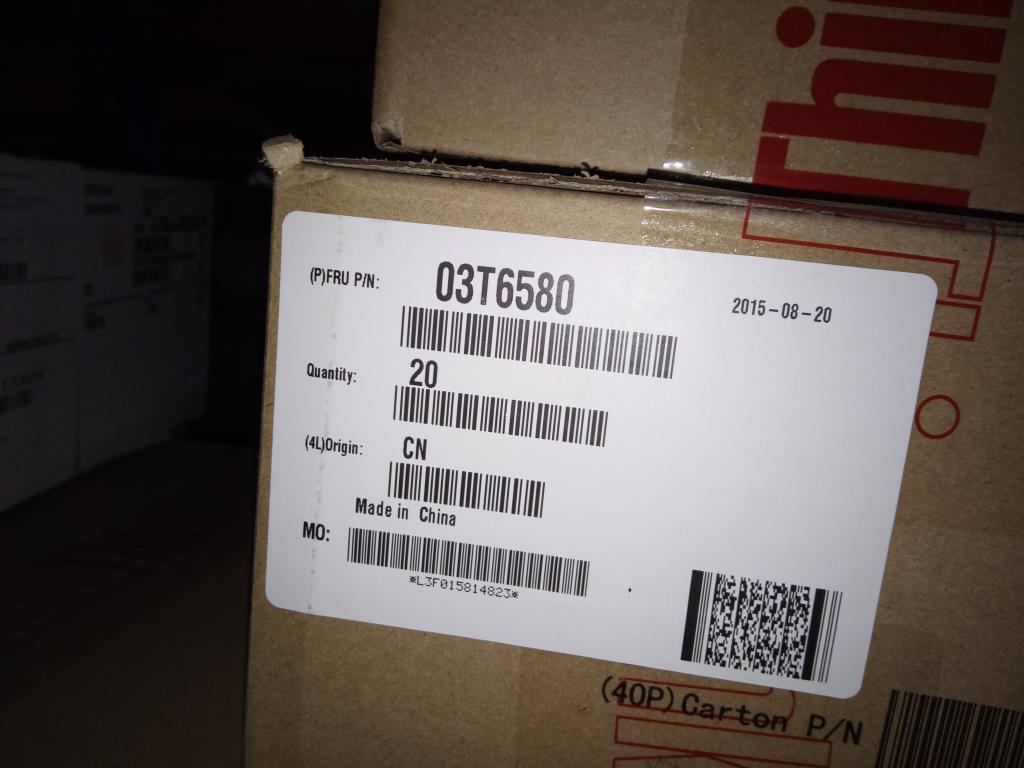 (P)FRU P/N: 03T6580
2015-08-20
Quantity: 20
(4L)Origin: CN
Made in China
MO:
*L3F015814823*
(40P)Carton P/N